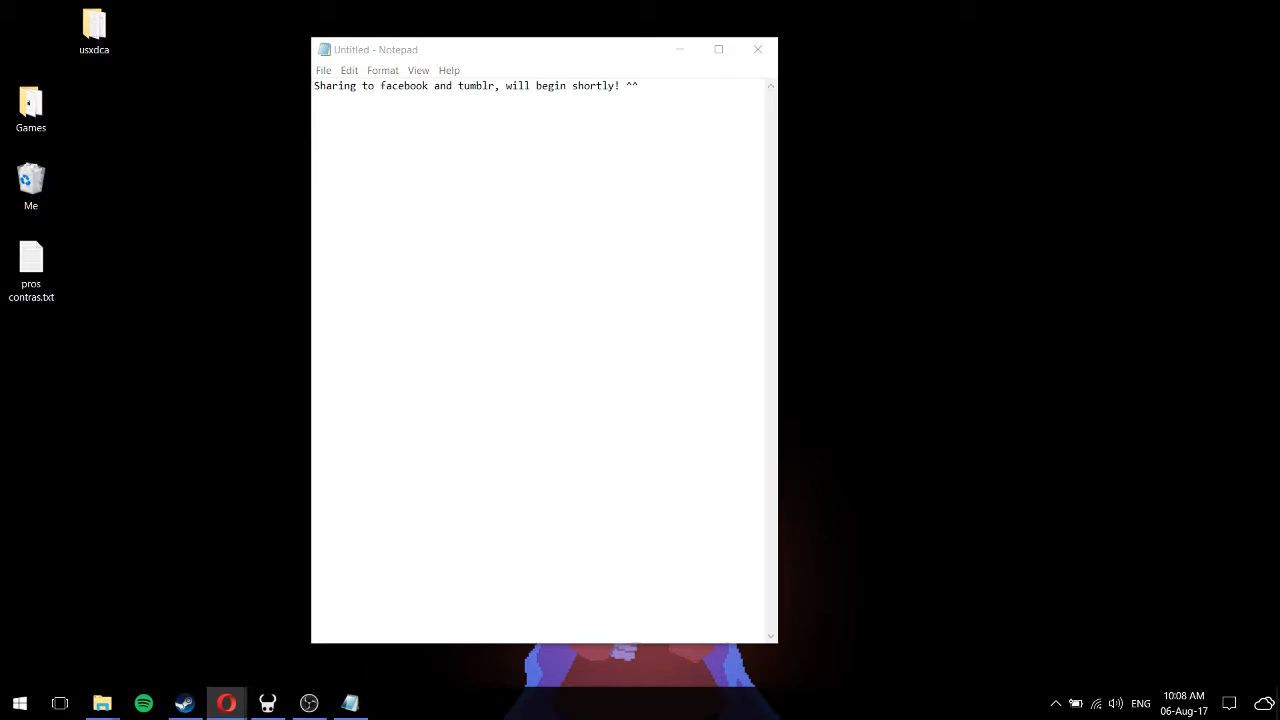 usxdca
Games
Me
pros
contras.txt
Untitled - Notepad
File Edit Format View Help
Sharing to facebook and tumblr, will begin shortly! ^^
ENG
10:08 AM
06-Aug-17